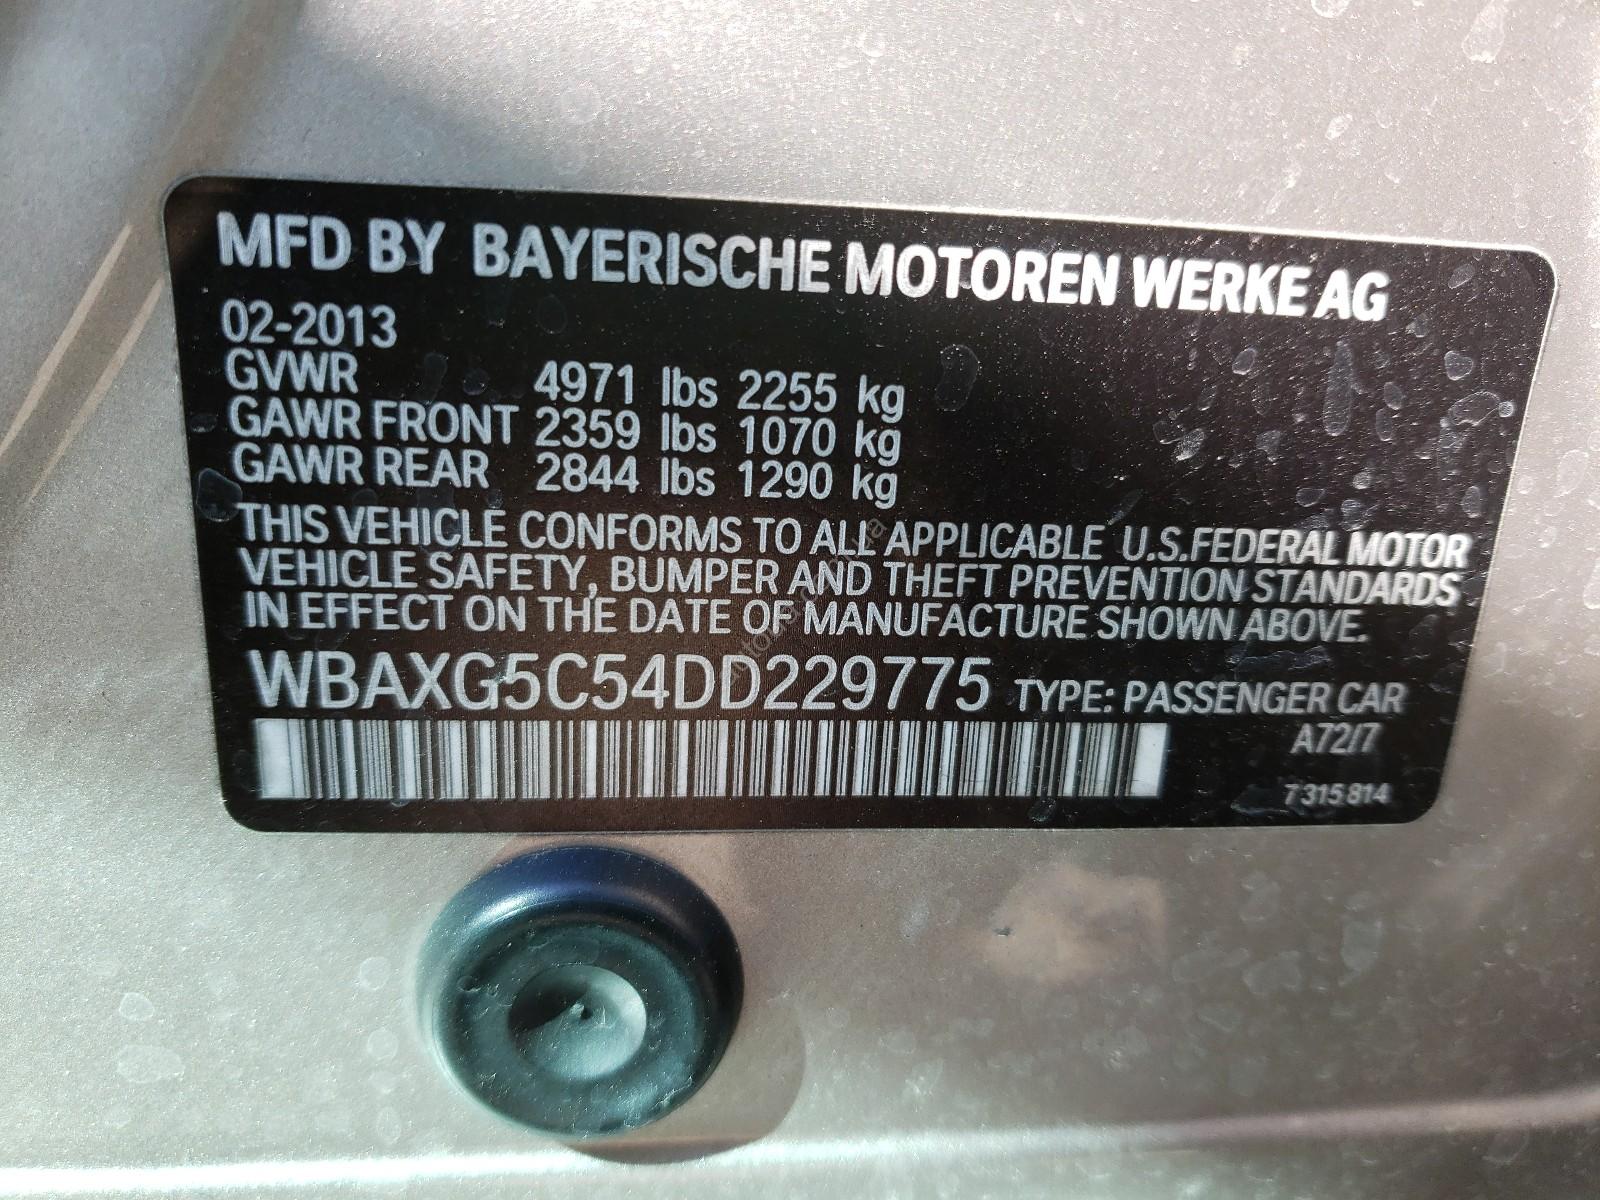 MFD BY BAYERISCHE MOTOREN WERKE AG
02-2013
GVWR 4971 lbs 2255 kg
GAWR FRONT 2359 lbs 1070 kg
GAWR REAR 2844 lbs 1290 kg
THIS VEHICLE CONFORMS TO ALL APPLICABLE U.S.FEDERAL MOTOR
VEHICLE SAFETY, BUMPER AND THEFT PREVENTION STANDARDS
IN EFFECT ON THE DATE OF MANUFACTURE SHOWN ABOVE.
WBAXG5C54DD229775 TYPE: PASSENGER CAR
A72/7
7 315 814